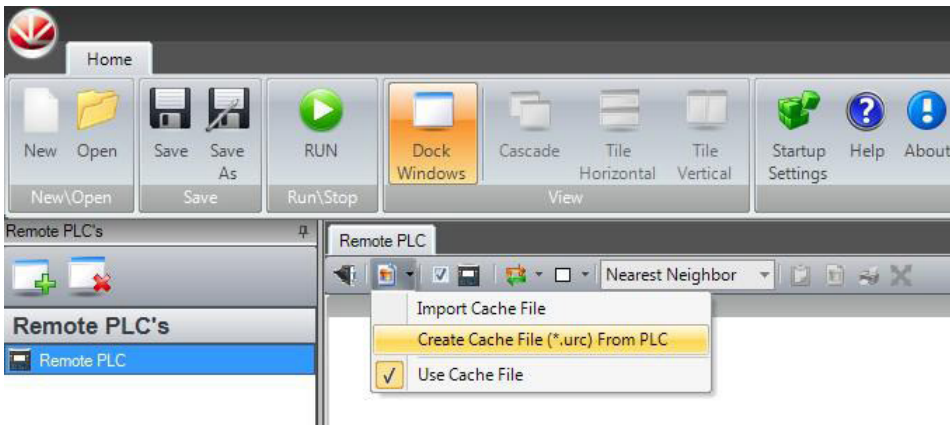 Home
New
Open
Save
Save As
RUN
Dock Windows
Cascade
Tile Horizontal
Tile Vertical
Startup Settings
Help
About
New\Open
Save
Run\Stop
View
Remote PLC's
Remote PLC
Nearest Neighbor
Import Cache File
Remote PLC's
Create Cache File (*.urc) From PLC
Remote PLC
Use Cache File